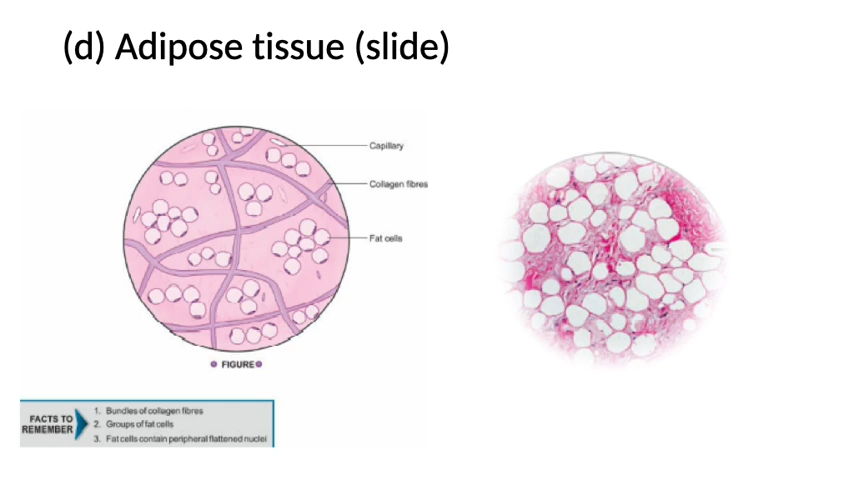 (d) Adipose tissue (slide)
Capillary
Collagen fibres
Fat cells
FIGURE
FACTS TO
REMEMBER
1. Bundles of collagen fibres
2. Groups of fat cells
3. Fat cells contain peripheral flattened nuclei